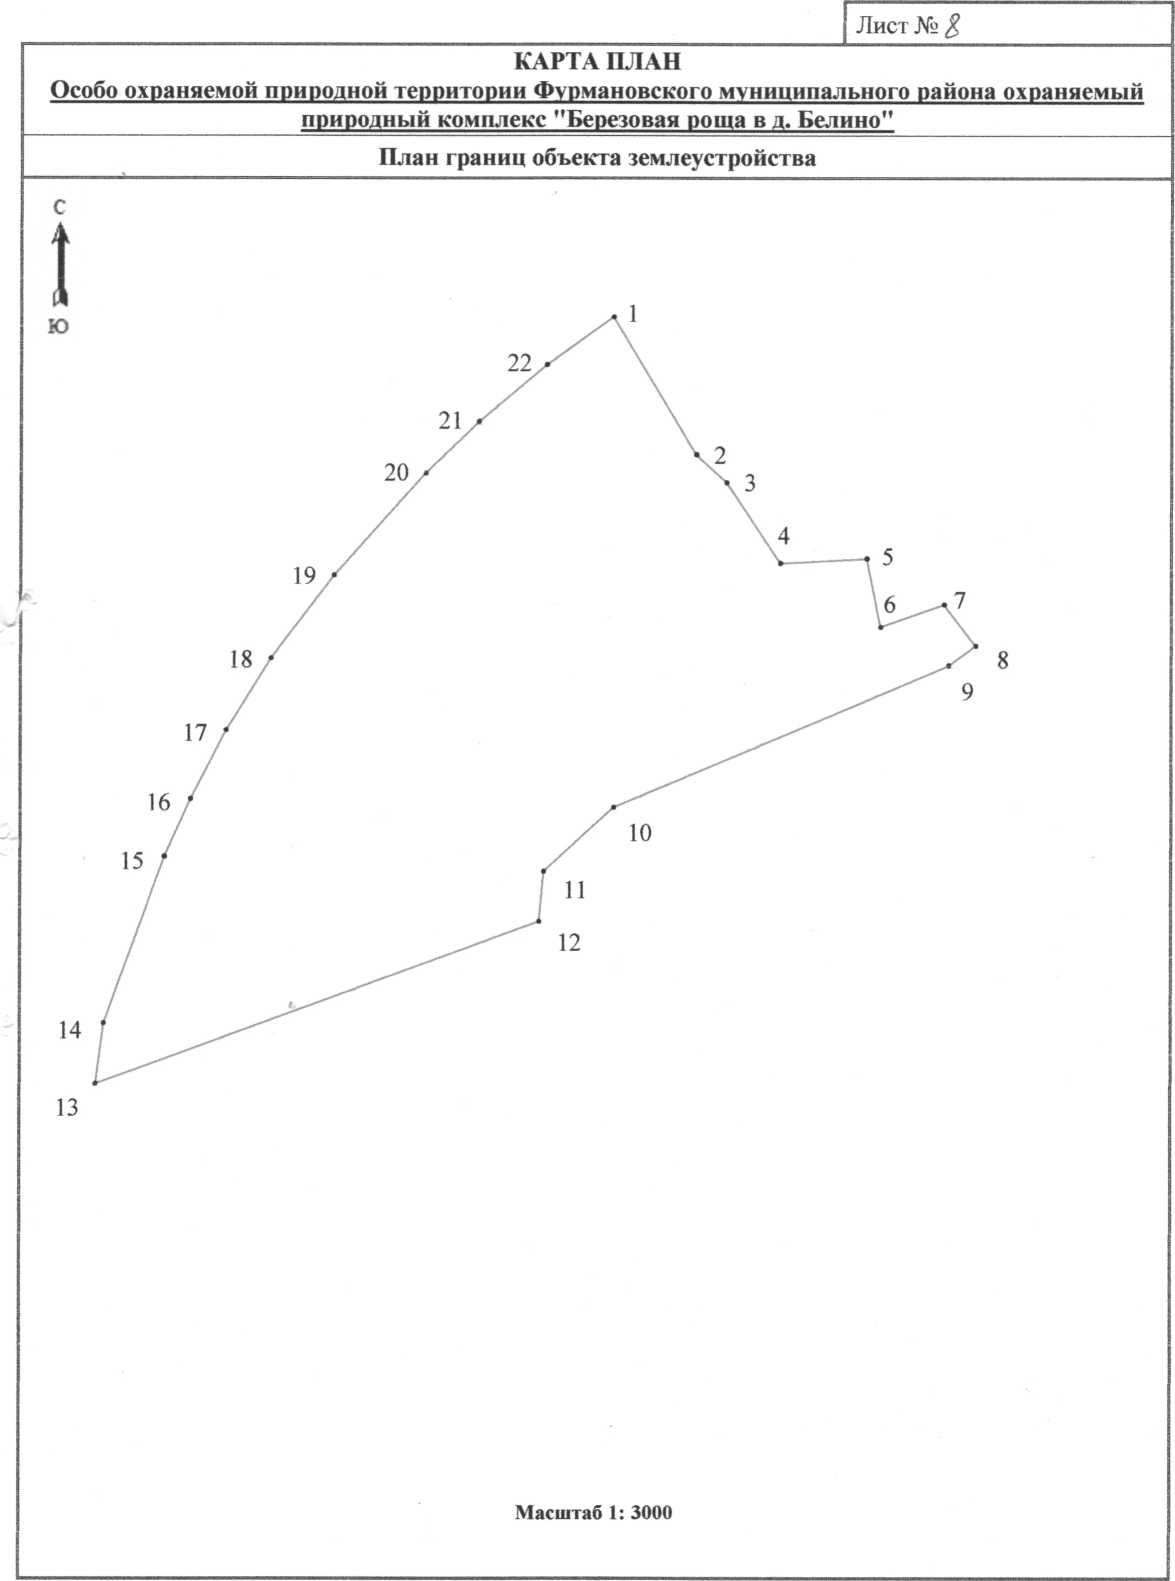 Лист № 8
КАРТА ПЛАН
Особо охраняемой природной территории Фурмановского муниципального района охраняемый
природный комплекс "Березовая роща в д. Белино"
План границ объекта землеустройства
С
Ю
1
22
21
2
20
3
4
5
19
7
6
18
8
9
17
16
10
15
11
12
14
13
Масштаб 1: 3000